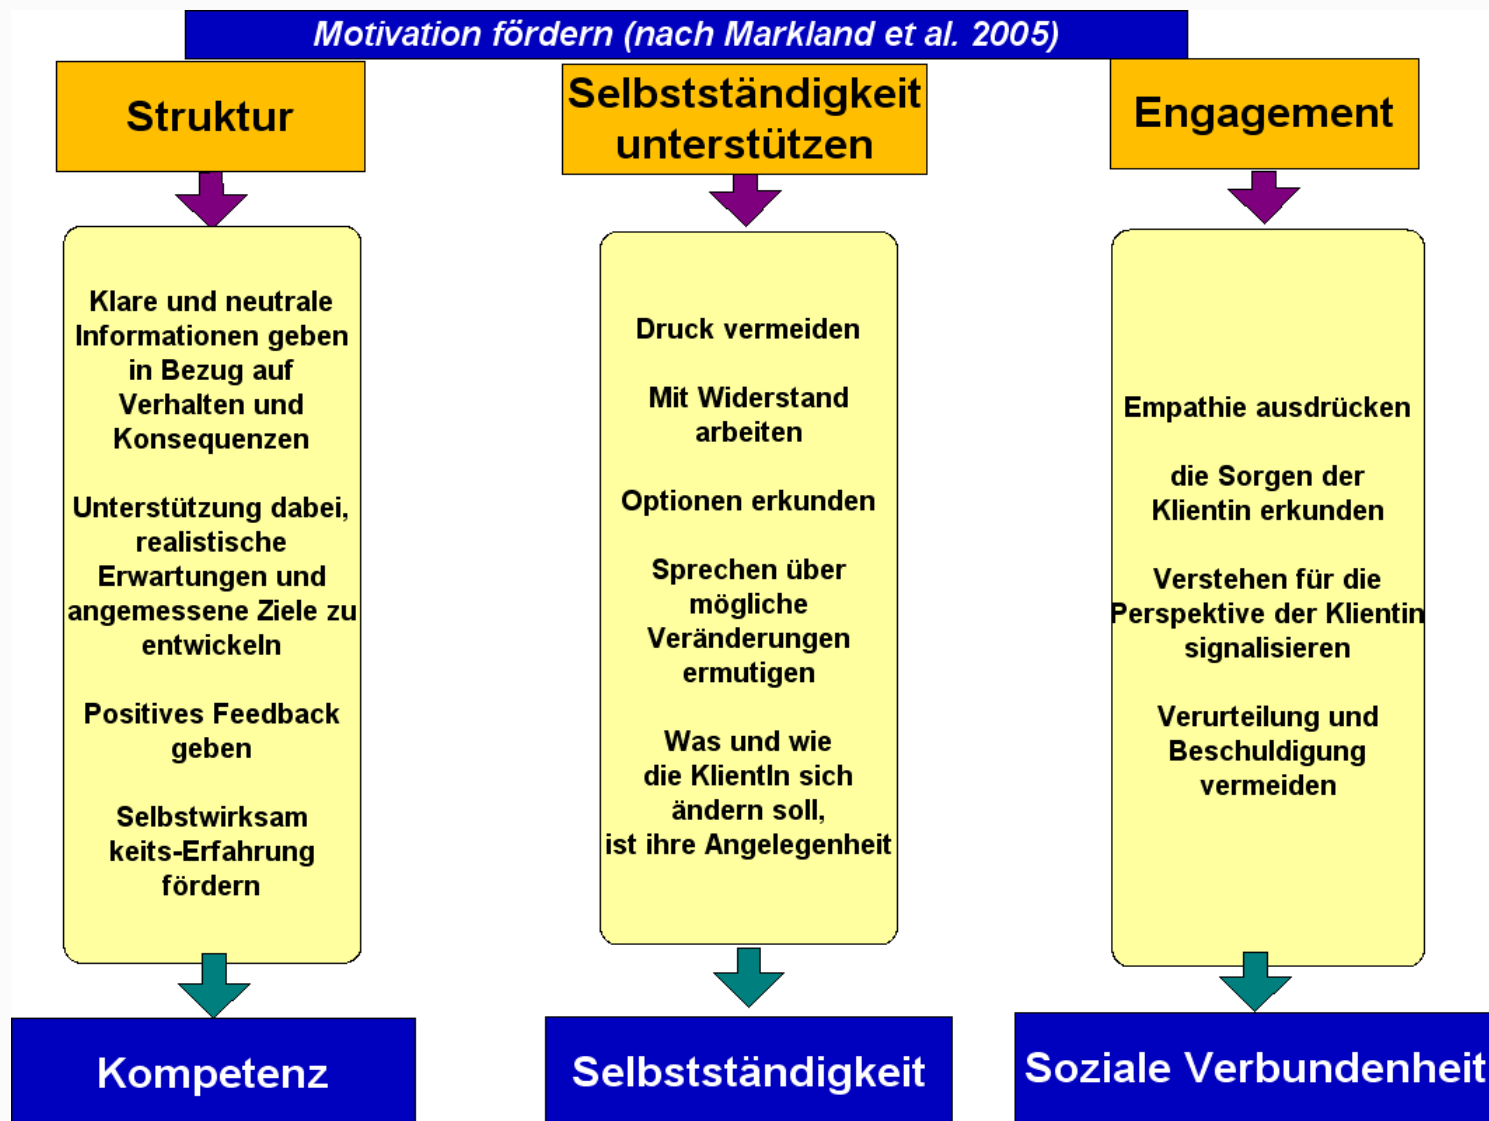 Motivation fördern (nach Markland et al. 2005)
Struktur
Klare und neutrale
Informationen geben
in Bezug auf
Verhalten und
Konsequenzen
Unterstützung dabei,
realistische
Erwartungen und
angemessene Ziele zu
entwickeln
Positives Feedback
geben
Selbstwirksam
keits-Erfahrung
fördern
Kompetenz
Selbstständigkeit
unterstützen
Druck vermeiden
Mit Widerstand
arbeiten
Optionen erkunden
Sprechen über
mögliche
Veränderungen
ermutigen
Was und wie
die KlientIn sich
ändern soll,
ist ihre Angelegenheit
Selbstständigkeit
Engagement
Empathie ausdrücken
die Sorgen der
Klientin erkunden
Verstehen für die
Perspektive der Klientin
signalisieren
Verurteilung und
Beschuldigung
vermeiden
Soziale Verbundenheit